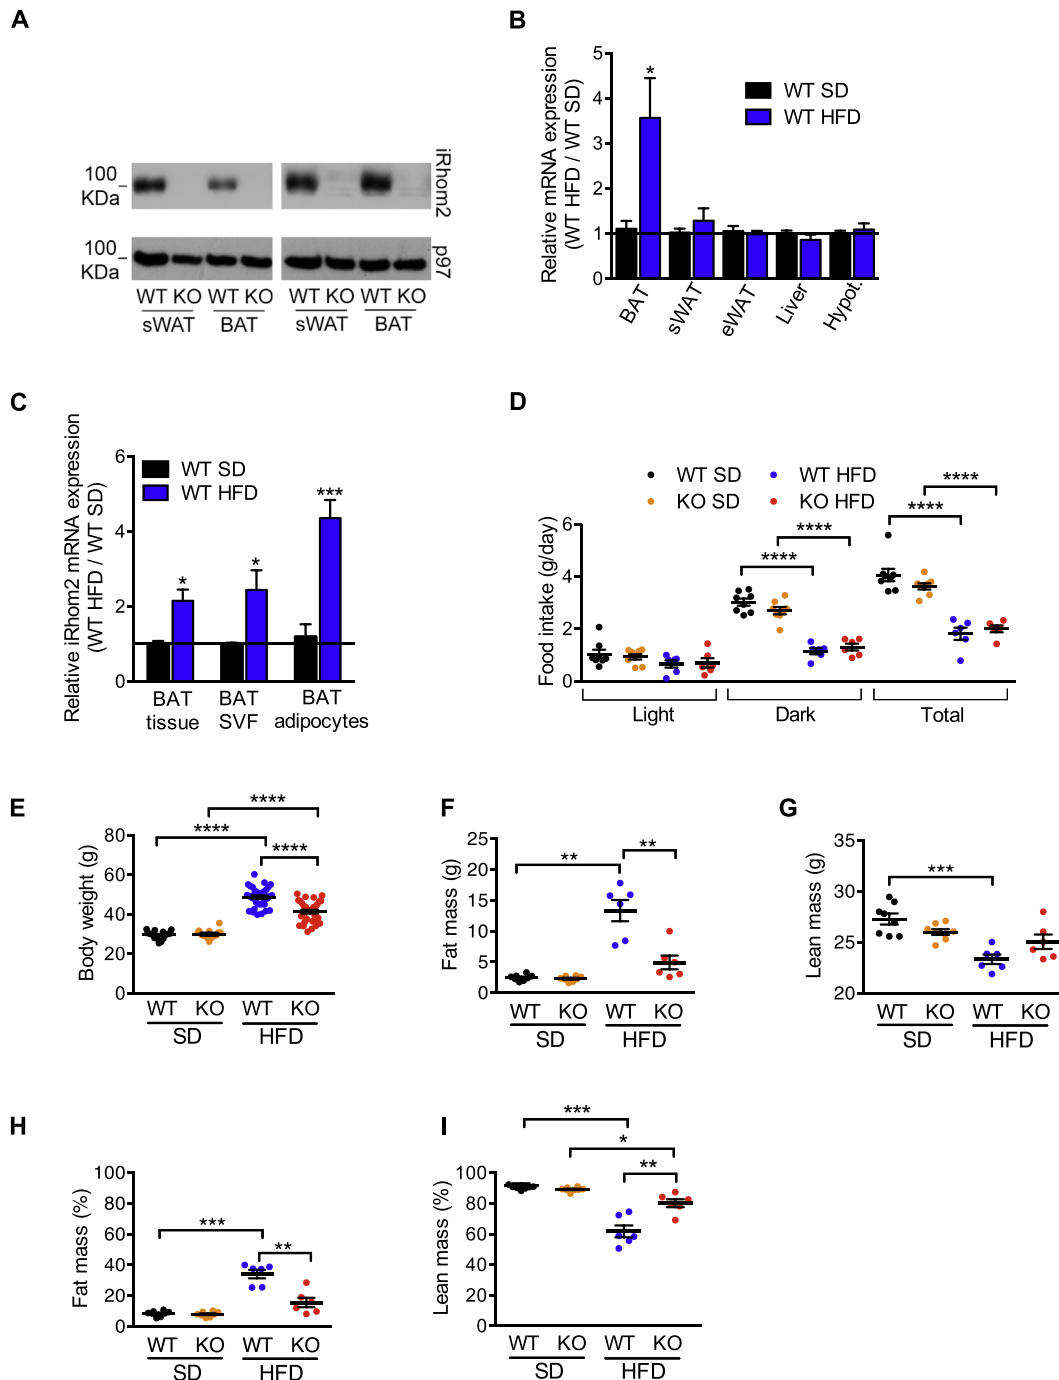 A
100
KDa
iRhom2
100
KDa
p97
WT KO WT KO WT KO WT KO
sWAT BAT sWAT BAT
B
Relative mRNA expression
(WT HFD / WT SD)
5
4
3
2
1
0
*
WT SD
WT HFD
BAT sWAT eWAT Liver Hypot.
C
Relative iRhom2 mRNA expression
(WT HFD / WT SD)
6
4
2
0
WT SD
WT HFD
* * ***
BAT BAT BAT
tissue SVF adipocytes
D
WT SD WT HFD
KO SD KO HFD
Food intake (g/day)
6
4
2
0
**** **** **** ****
Light Dark Total
E
Body weight (g)
80
60
40
20
0
****
****
****
WT KO WT KO
SD HFD
F
Fat mass (g)
25
20
15
10
5
0
** **
WT KO WT KO
SD HFD
G
Lean mass (g)
35
30
25
20
***
WT KO WT KO
SD HFD
H
Fat mass (%)
100
80
60
40
20
0
***
**
WT KO WT KO
SD HFD
I
Lean mass (%)
100
80
60
40
20
0
***
*
**
WT KO WT KO
SD HFD